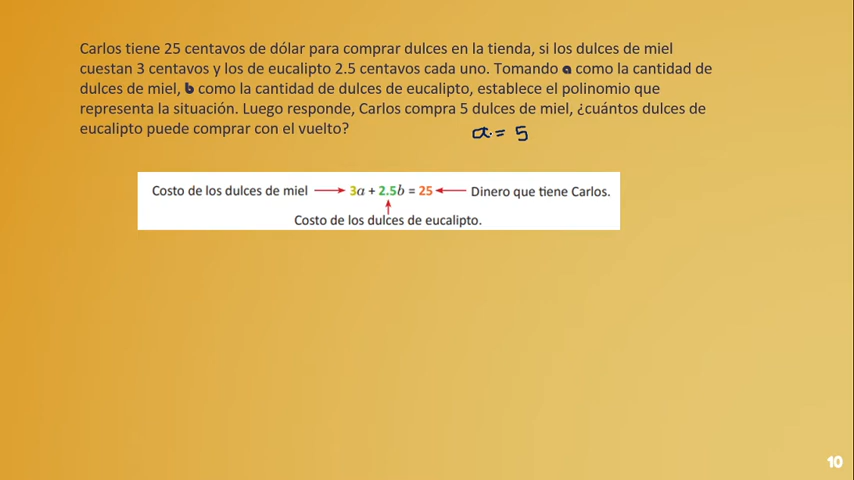 Carlos tiene 25 centavos de dólar para comprar dulces en la tienda, si los dulces de miel
cuestan 3 centavos y los de eucalipto 2.5 centavos cada uno. Tomando a como la cantidad de
dulces de miel, b como la cantidad de dulces de eucalipto, establece el polinomio que
representa la situación. Luego responde, Carlos compra 5 dulces de miel, ¿cuántos dulces de
eucalipto puede comprar con el vuelto?
a = 5
Costo de los dulces de miel 3a + 2.5b = 25 Dinero que tiene Carlos.
Costo de los dulces de eucalipto.
10